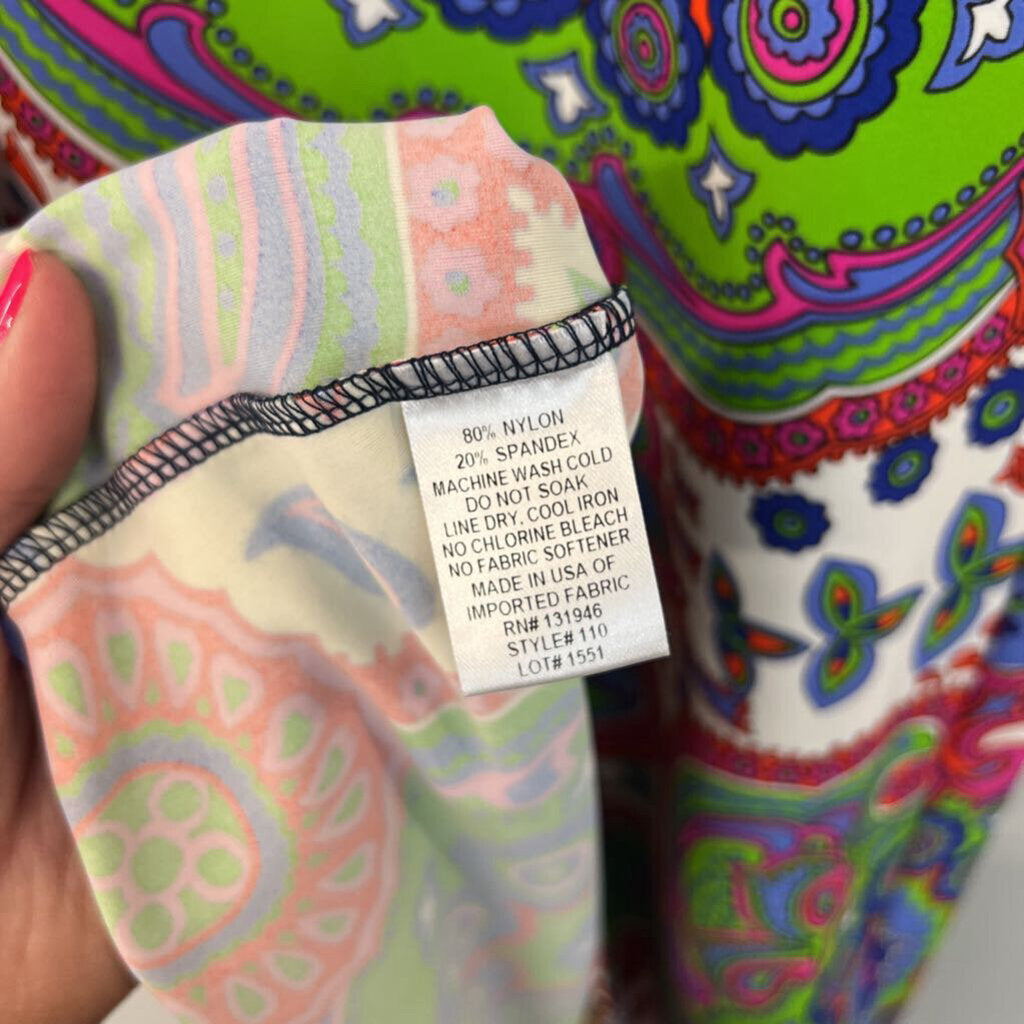 80% NYLON
20% SPANDEX
MACHINE WASH COLD
DO NOT SOAK
LINE DRY. COOL IRON
NO CHLORINE BLEACH
NO FABRIC SOFTENER
MADE IN USA OF
IMPORTED FABRIC
RN# 131946
STYLE# 110
LOT# 1551